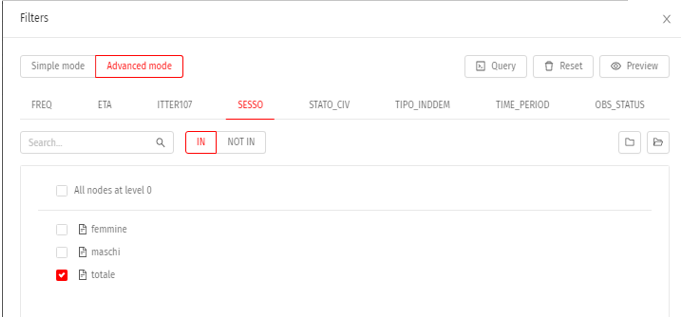 Filters
Simple mode Advanced mode Query Reset Preview
FREQ ETA ITTER107 SESSO STATO_CIV TIPO_INDDEM TIME_PERIOD OBS_STATUS
Search... IN NOT IN
All nodes at level 0
femmine
maschi
totale